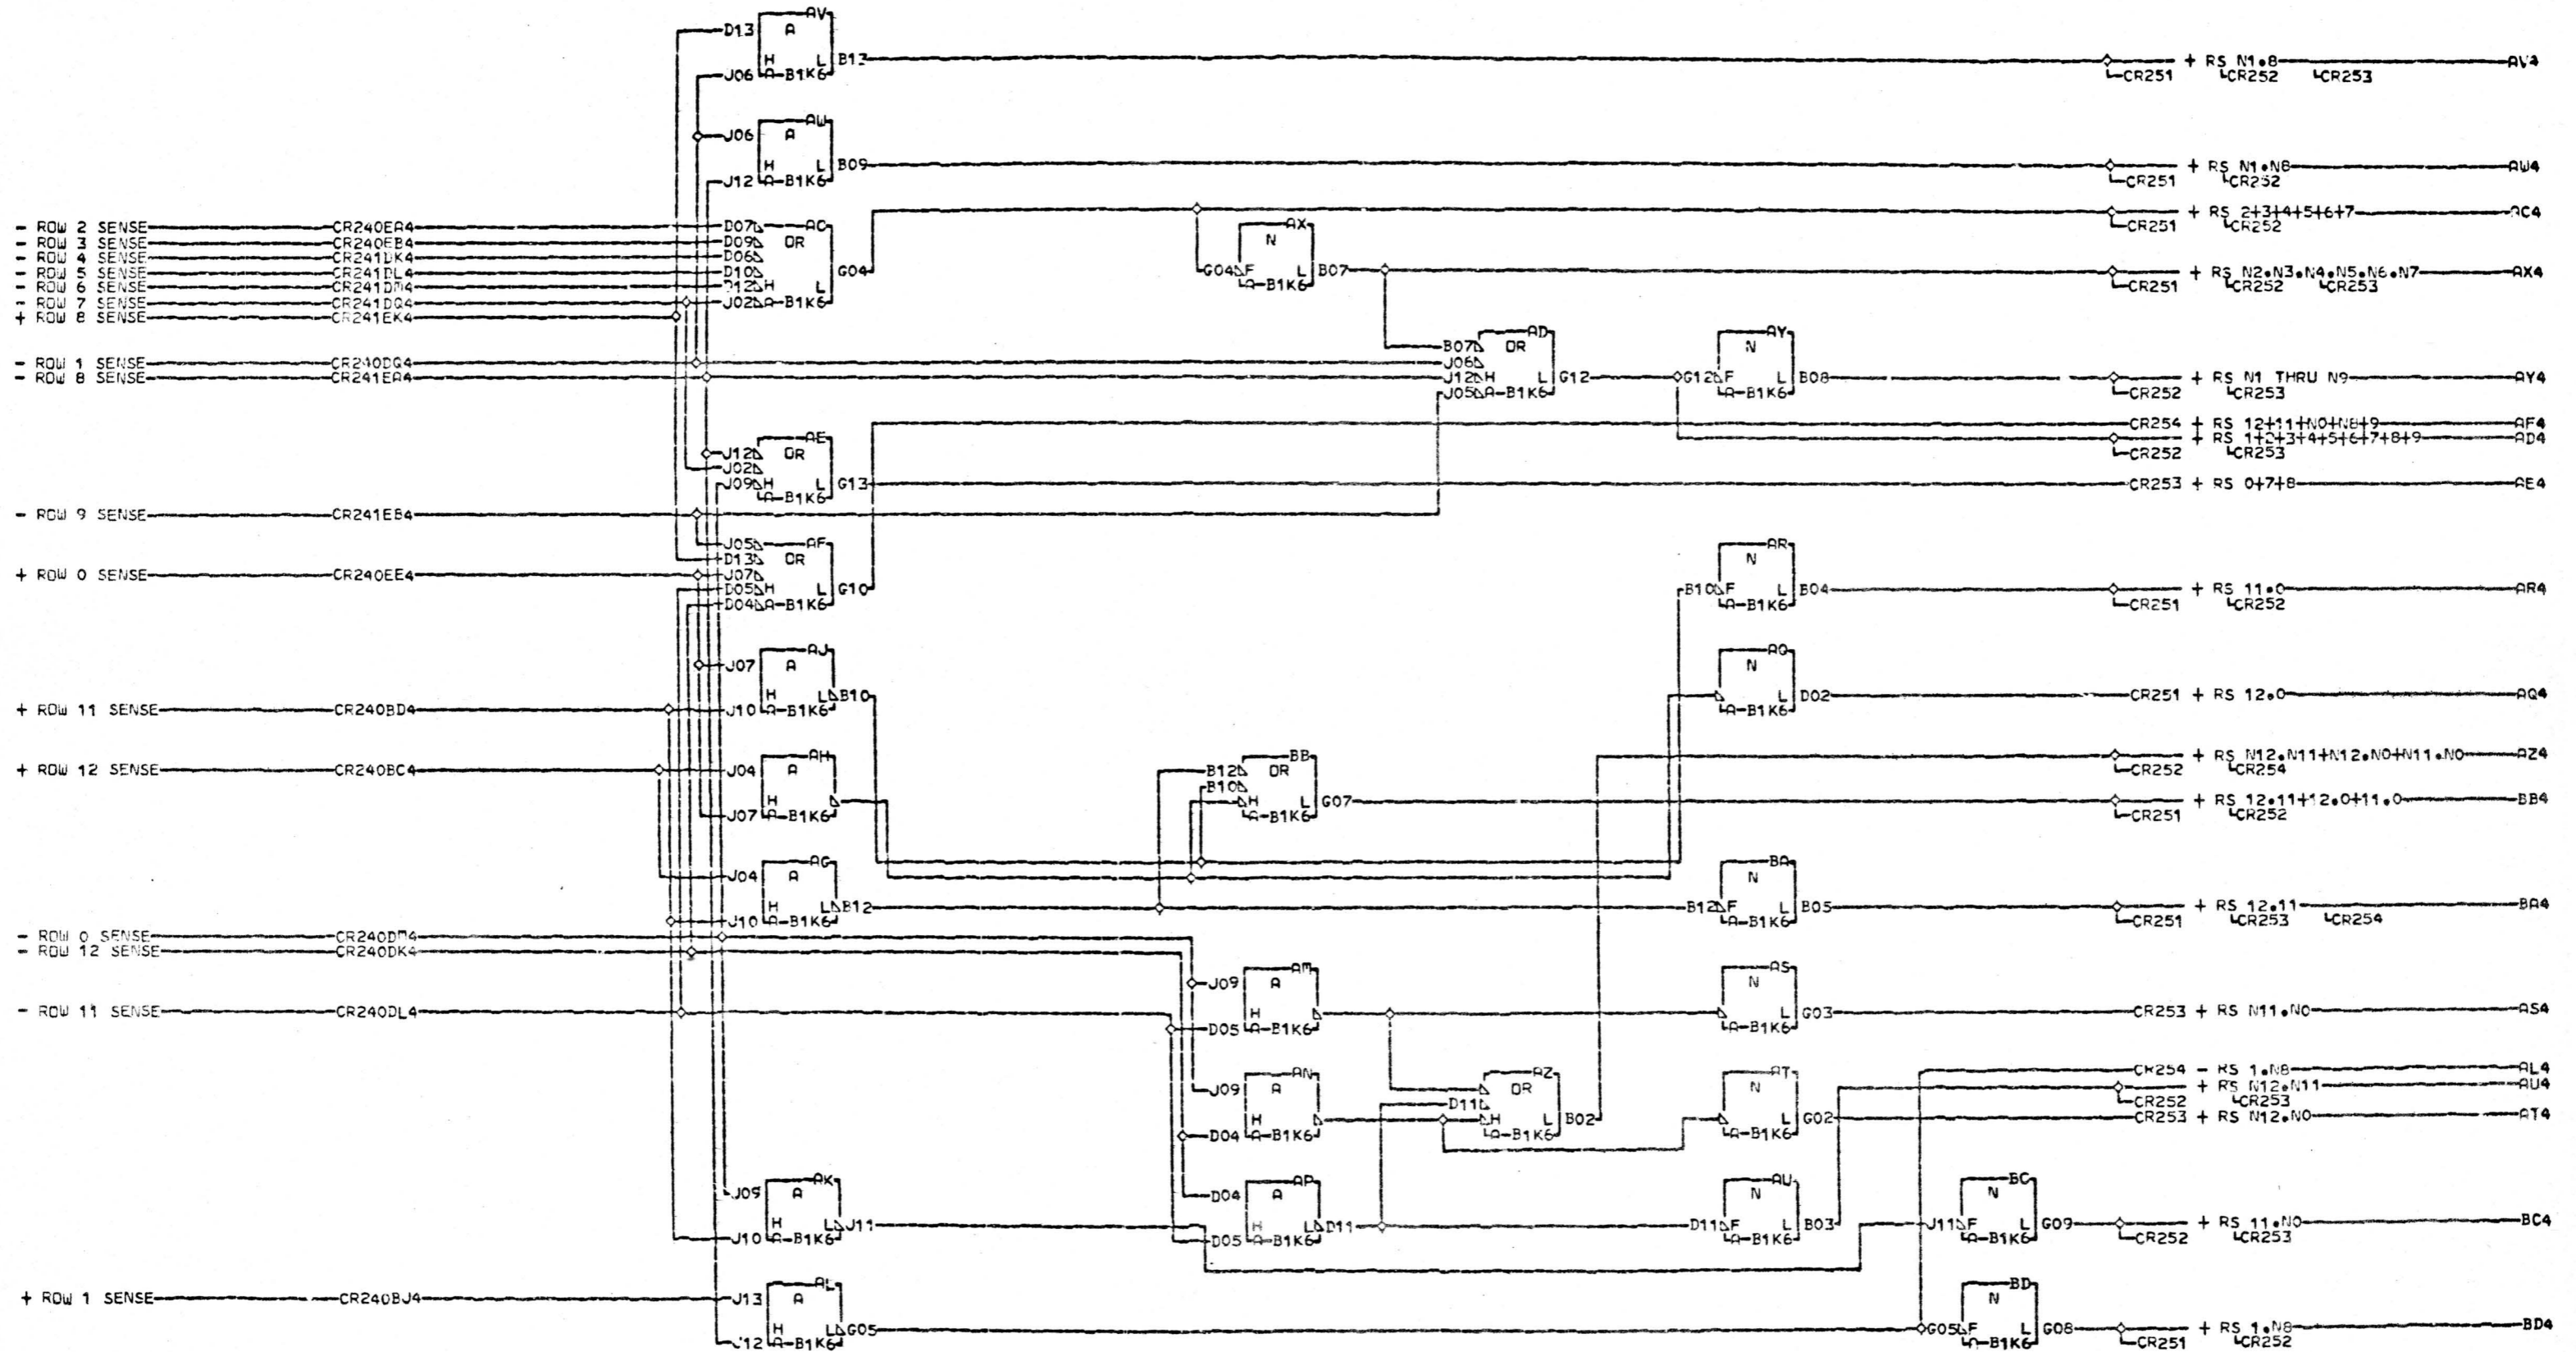 AV
D13 A
H L B13 + RS N1•8 AV4
J06 A-B1K6 CR251 CR252 CR253
AW
J06 A
H L B09 + RS N1•N8 AW4
J12 A-B1K6 CR251 CR252
+ RS 2+3+4+5+6+7 AC4
CR251 CR252
- ROW 2 SENSE CR240EA4 D07 AC
- ROW 3 SENSE CR240EB4 D09 OR
- ROW 4 SENSE CR241DK4 D06
- ROW 5 SENSE CR241DL4 D10 G04
- ROW 6 SENSE CR241DM4 D12 H L
- ROW 7 SENSE CR241DQ4 J02 A-B1K6
+ ROW 8 SENSE CR241EK4
AX
N
G04 F L B07 + RS N2•N3•N4•N5•N6•N7 AX4
A-B1K6 CR251 CR252 CR253
AD AY
B07 OR N
- ROW 1 SENSE CR240DQ4 J06
- ROW 8 SENSE CR241EA4 J12 H L G12 G12 F L B08 + RS N1 THRU N9 AY4
J05 A-B1K6 A-B1K6 CR252 CR253
CR254 + RS 12+11+N0+N8+9 AF4
+ RS 1+2+3+4+5+6+7+8+9 AD4
CR252 CR253
AE
J12 OR
J02
J09 H L G13 CR253 + RS 0+7+8 AE4
A-B1K6
- ROW 9 SENSE CR241EB4
J05 AF
D13 OR
+ ROW 0 SENSE CR240EE4 J07
D05 H L G10
D04 A-B1K6
AR
N
B10 F L B04 + RS 11•0 AR4
A-B1K6 CR251 CR252
AJ AQ
J07 A N
H L B10 L D02 CR251 + RS 12•0 AQ4
+ ROW 11 SENSE CR240BD4 J10 A-B1K6 A-B1K6
+ RS N12•N11+N12•N0+N11•N0 AZ4
CR252 CR254
AH BB
+ ROW 12 SENSE CR240BC4 J04 A B12 OR
B10
H H L G07 + RS 12•11+12•0+11•0 BB4
J07 A-B1K6 A-B1K6 CR251 CR252
AG BA
J04 A N
H L B12 B12 F L B05 + RS 12•11 BA4
J10 A-B1K6 A-B1K6 CR251 CR253 CR254
- ROW 0 SENSE CR240DM4
- ROW 12 SENSE CR240DK4
AM AS
J09 A N
- ROW 11 SENSE CR240DL4 H L G03 CR253 + RS N11•N0 AS4
D05 A-B1K6 A-B1K6
CR254 - RS 1•N8 AL4
+ RS N12•N11 AU4
CR252 CR253
AN AZ AT
J09 A OR N
D11
H H L B02 L G02 CR253 + RS N12•N0 AT4
D04 A-B1K6 A-B1K6 A-B1K6
AK AP AU BC
J09 A D04 A N N
H L J11 H L D11 D11 F L B03 J11 F L G09 + RS 11•N0 BC4
J10 A-B1K6 D05 A-B1K6 A-B1K6 A-B1K6 CR252 CR253
AL BD
+ ROW 1 SENSE CR240BJ4 J13 A N
H L G05 G05 F L G08 + RS 1•N8 BD4
J12 A-B1K6 A-B1K6 CR251 CR252